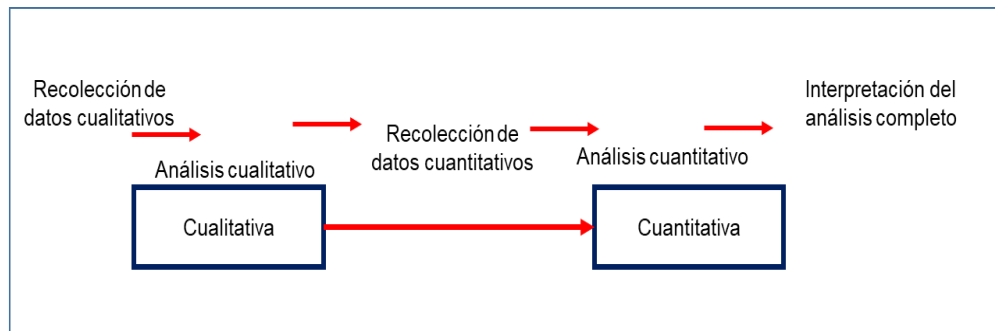 Recolección de
datos cualitativos
Análisis cualitativo
Recolección de
datos cuantitativos
Análisis cuantitativo
Interpretación del
análisis completo
Cualitativa
Cuantitativa